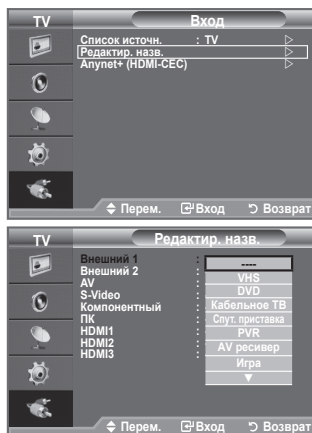 TV Вход
Список источн. : TV
Редактир. назв.
Anynet+ (HDMI-CEC)
Перем. Вход Возврат
TV Редактир. назв.
Внешний 1 : ----
Внешний 2 : VHS
AV : DVD
S-Video : Кабельное ТВ
Компонентный : Спут. приставка
ПК : PVR
HDMI1 : AV ресивер
HDMI2 : Игра
HDMI3 : ▼
Перем. Вход Возврат